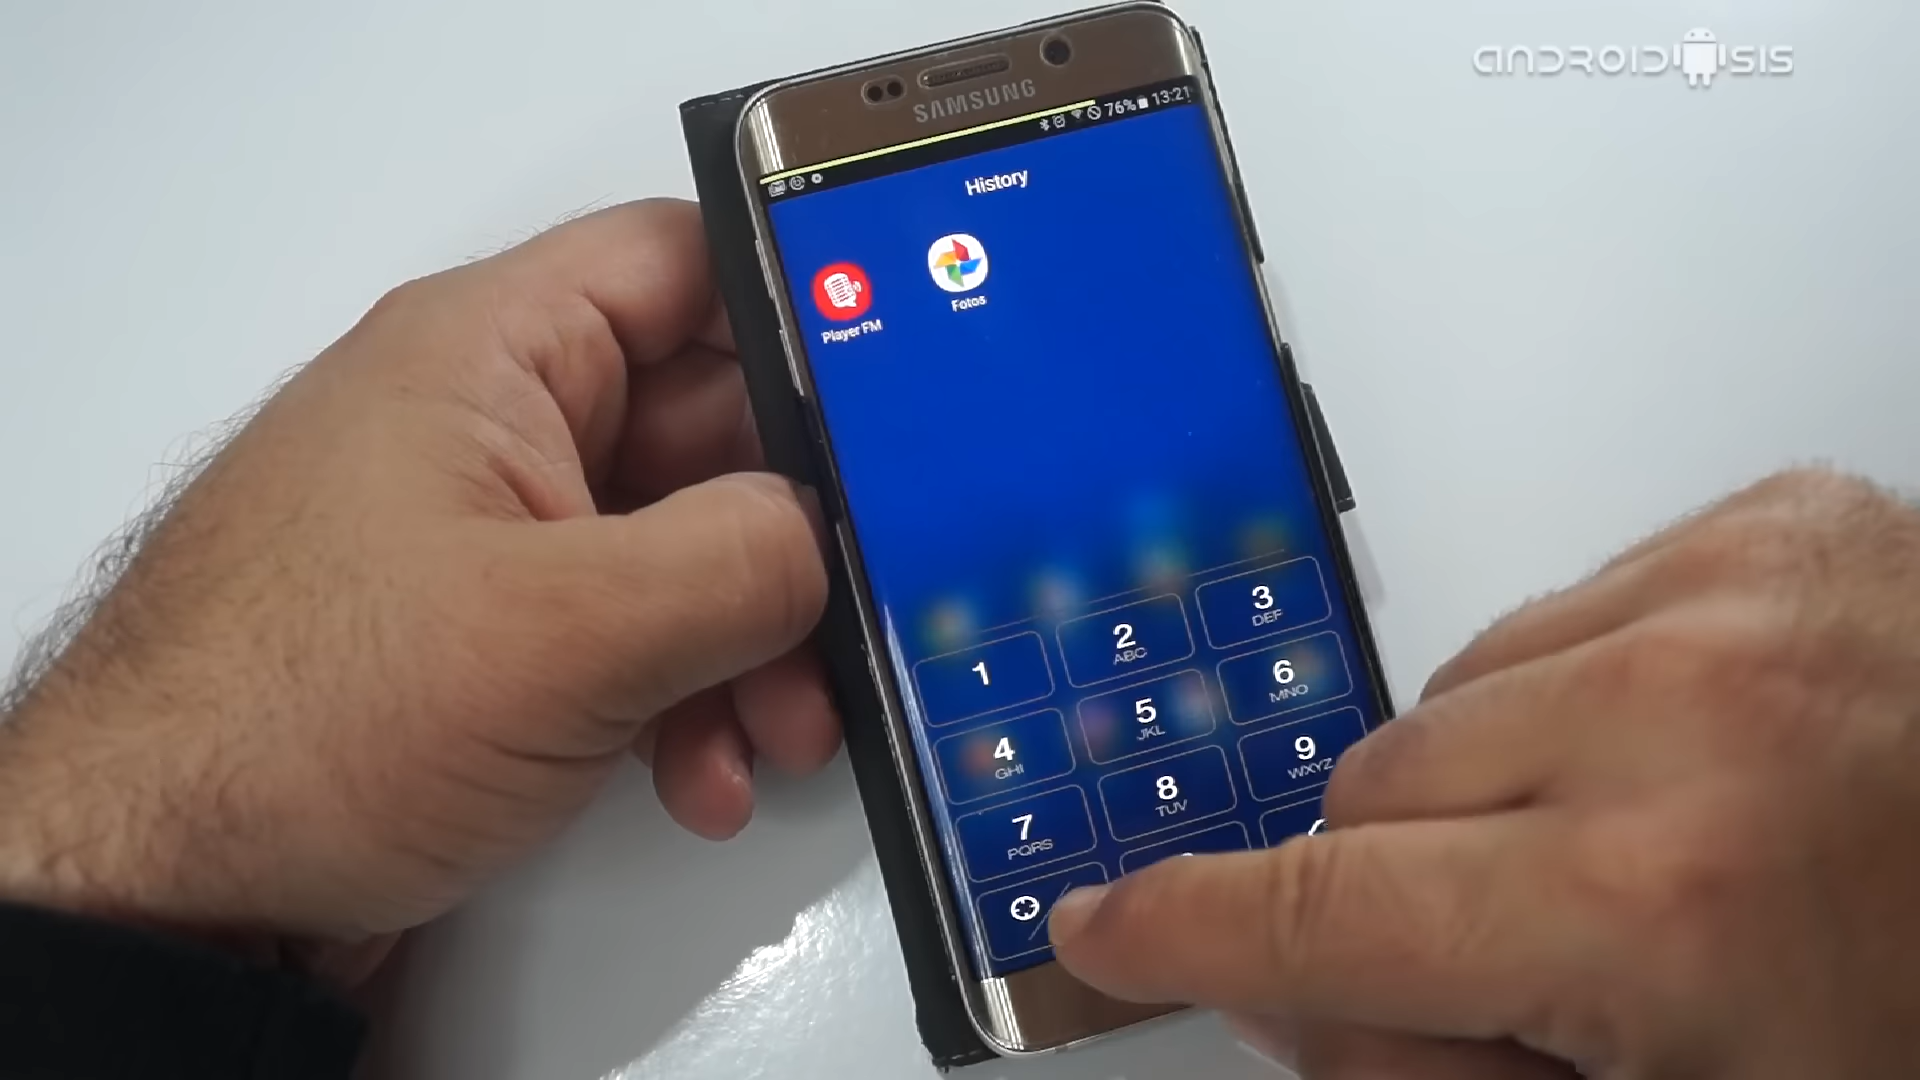 ANDROIDSIS
SAMSUNG
76% 13:21
History
Player FM
Fotos
1
2
ABC
3
DEF
4
GHI
5
JKL
6
MNO
7
PQRS
8
TUV
9
WXYZ